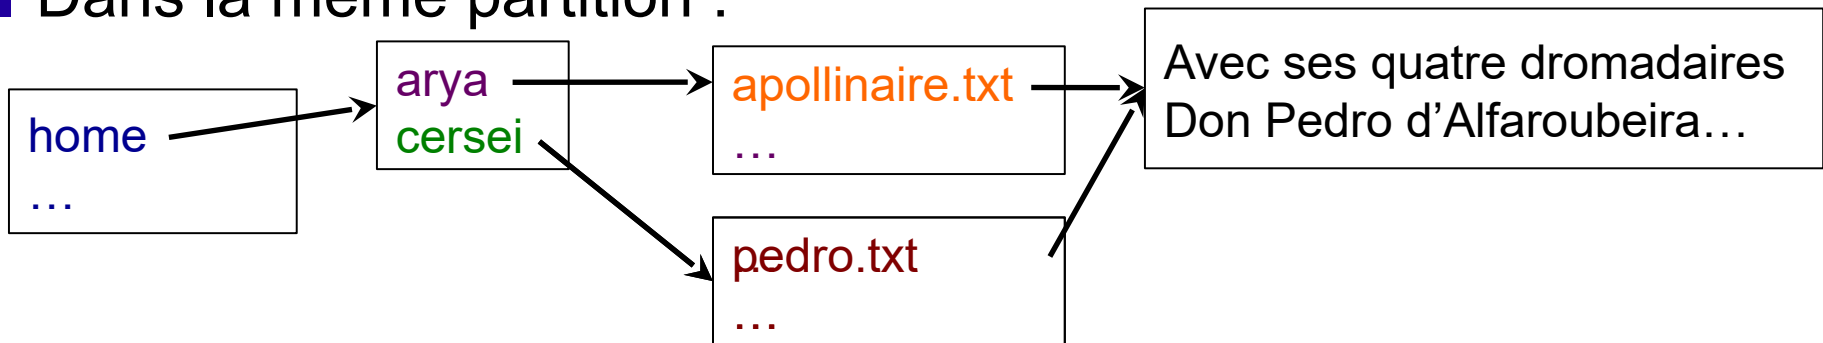 Dans la même partition :
home
…
arya
cersei
apollinaire.txt
…
pedro.txt
…
Avec ses quatre dromadaires
Don Pedro d’Alfaroubeira…